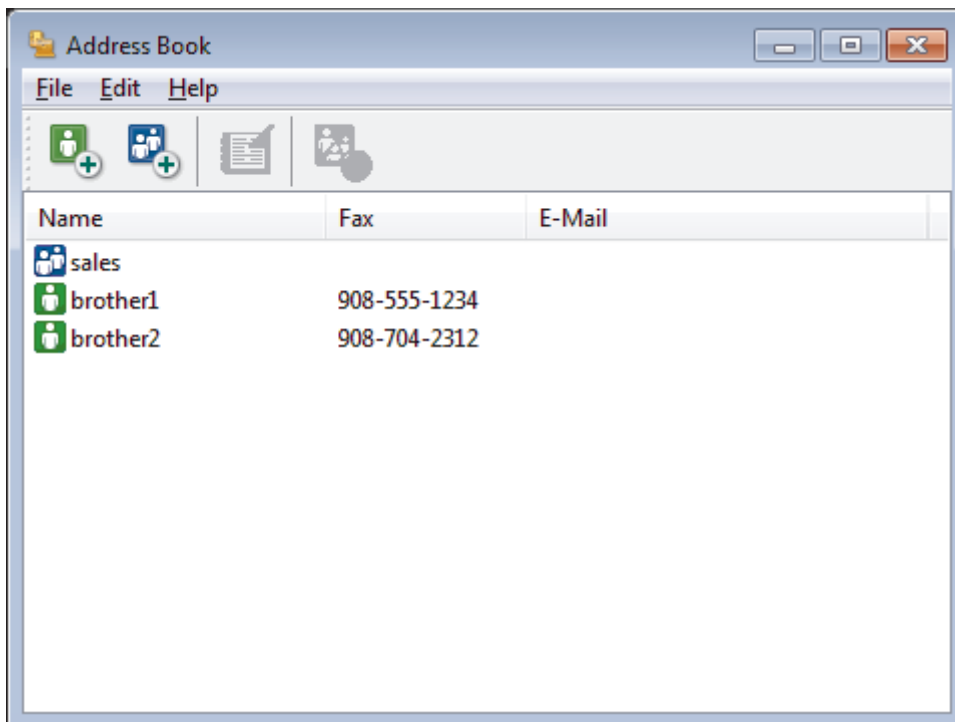 Address Book
File Edit Help
Name Fax E-Mail
sales
brother1 908-555-1234
brother2 908-704-2312